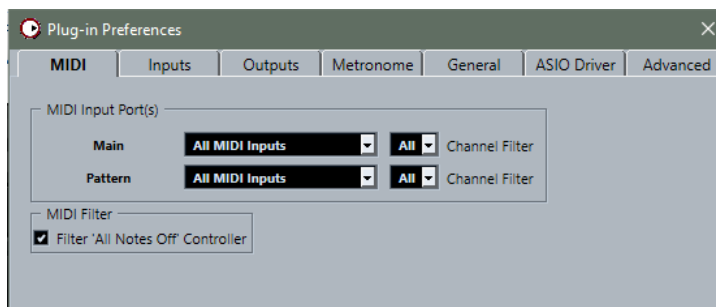 Plug-in Preferences
MIDI Inputs Outputs Metronome General ASIO Driver Advanced
MIDI Input Port(s)
Main All MIDI Inputs All Channel Filter
Pattern All MIDI Inputs All Channel Filter
MIDI Filter
Filter 'All Notes Off' Controller